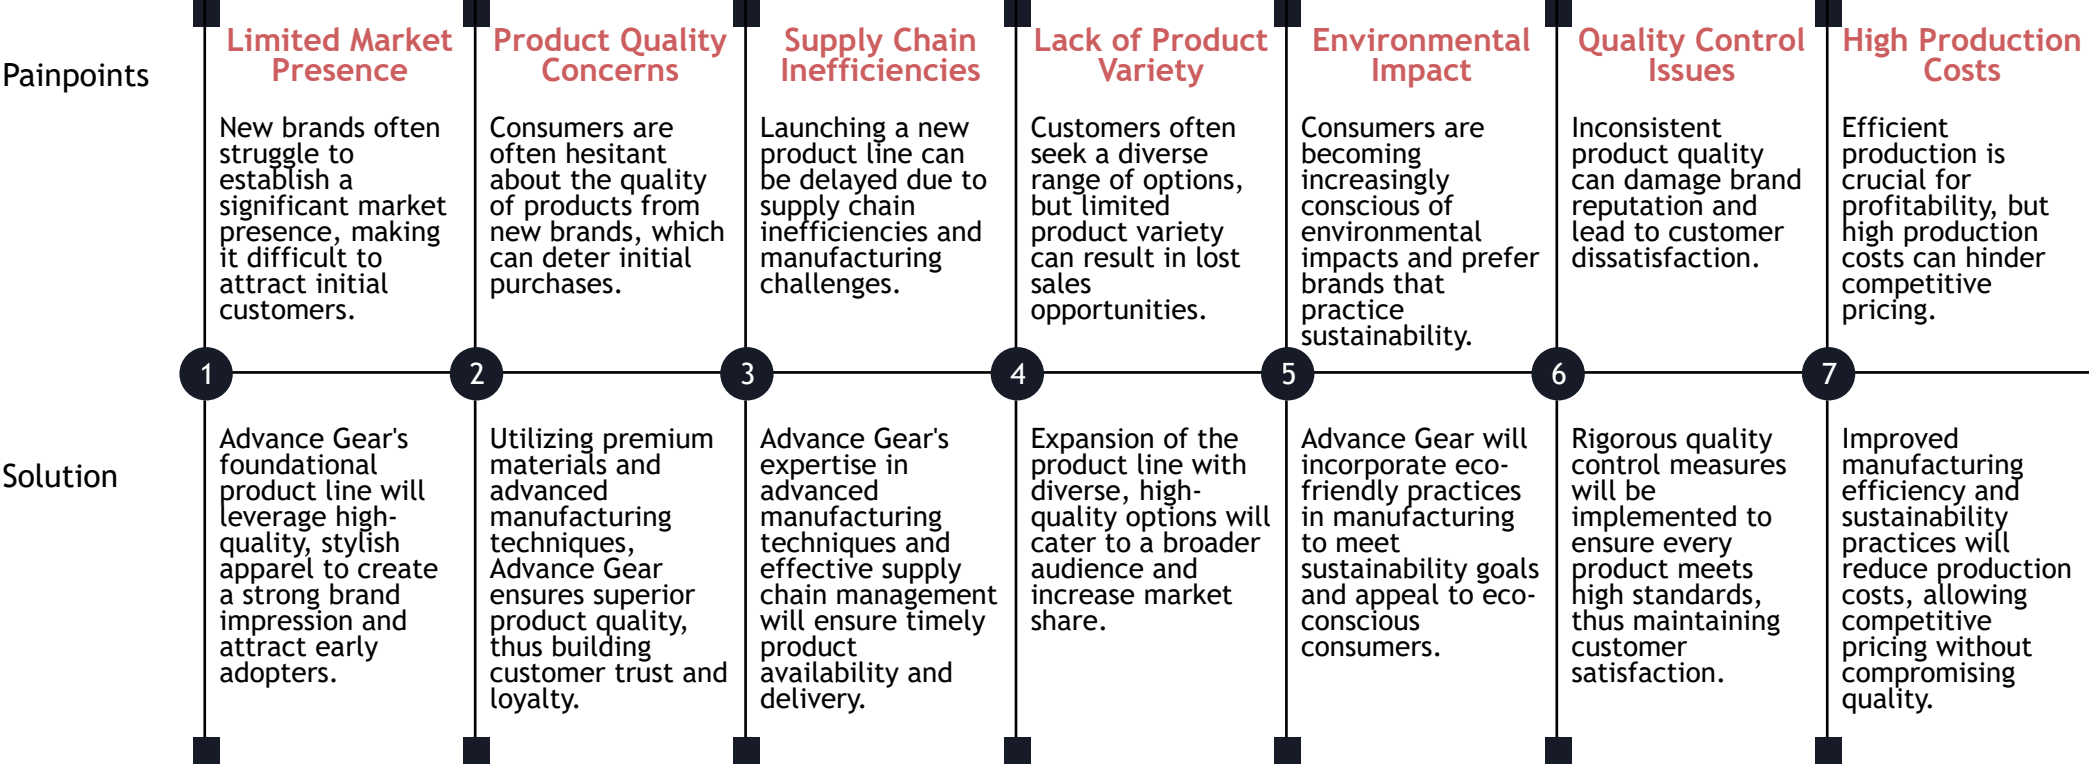 Painpoints
Limited Market
Presence
New brands often
struggle to
establish a
significant market
presence, making
it difficult to
attract initial
customers.
Product Quality
Concerns
Consumers are
often hesitant
about the quality
of products from
new brands, which
can deter initial
purchases.
Supply Chain
Inefficiencies
Launching a new
product line can
be delayed due to
supply chain
inefficiencies and
manufacturing
challenges.
Lack of Product
Variety
Customers often
seek a diverse
range of options,
but limited
product variety
can result in lost
sales
opportunities.
Environmental
Impact
Consumers are
becoming
increasingly
conscious of
environmental
impacts and prefer
brands that
practice
sustainability.
Quality Control
Issues
Inconsistent
product quality
can damage brand
reputation and
lead to customer
dissatisfaction.
High Production
Costs
Efficient
production is
crucial for
profitability, but
high production
costs can hinder
competitive
pricing.
1
2
3
4
5
6
7
Solution
Advance Gear's
foundational
product line will
leverage high-
quality, stylish
apparel to create
a strong brand
impression and
attract early
adopters.
Utilizing premium
materials and
advanced
manufacturing
techniques,
Advance Gear
ensures superior
product quality,
thus building
customer trust and
loyalty.
Advance Gear's
expertise in
advanced
manufacturing
techniques and
effective supply
chain management
will ensure timely
product
availability and
delivery.
Expansion of the
product line with
diverse, high-
quality options will
cater to a broader
audience and
increase market
share.
Advance Gear will
incorporate eco-
friendly practices
in manufacturing
to meet
sustainability goals
and appeal to eco-
conscious
consumers.
Rigorous quality
control measures
will be
implemented to
ensure every
product meets
high standards,
thus maintaining
customer
satisfaction.
Improved
manufacturing
efficiency and
sustainability
practices will
reduce production
costs, allowing
competitive
pricing without
compromising
quality.